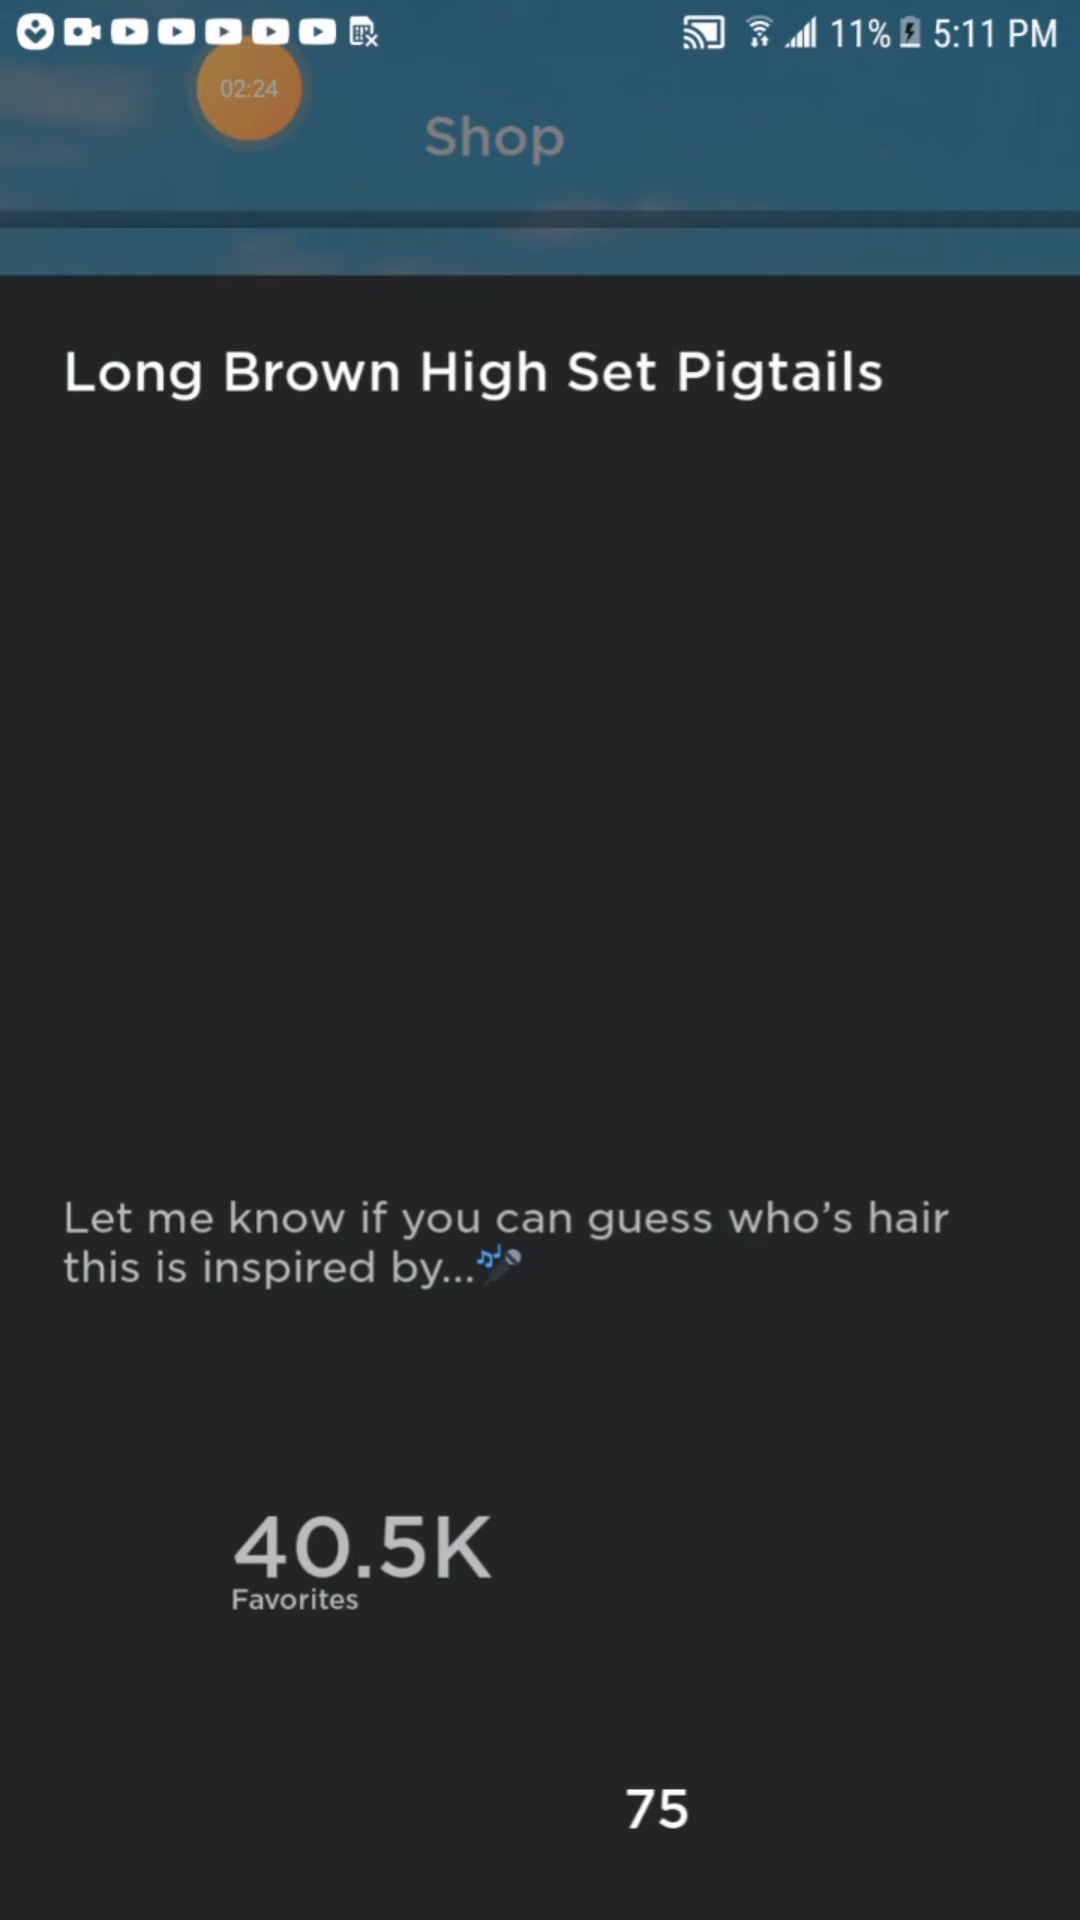 11% 5:11 PM
02:24
Shop
Long Brown High Set Pigtails
Let me know if you can guess who’s hair
this is inspired by...🎤
40.5K
Favorites
75